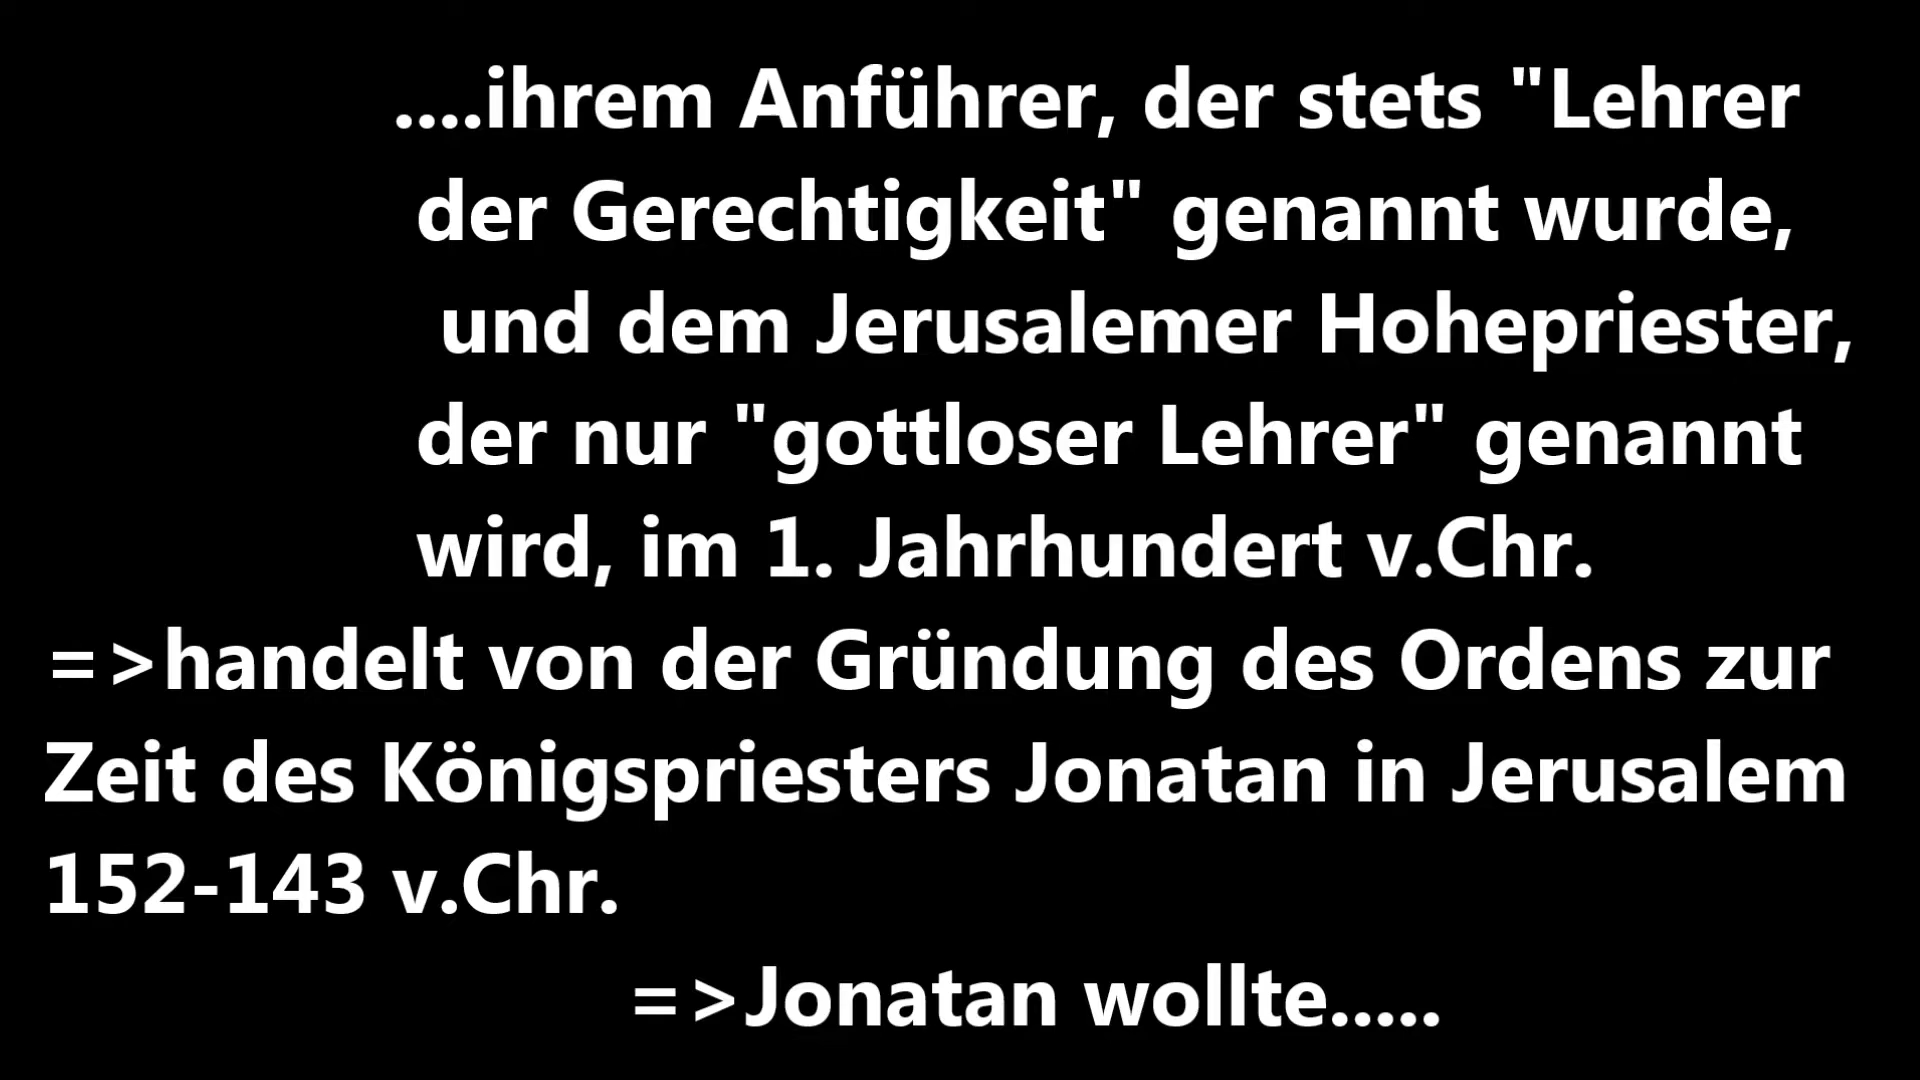 ....ihrem Anführer, der stets "Lehrer
der Gerechtigkeit" genannt wurde,
und dem Jerusalemer Hohepriester,
der nur "gottloser Lehrer" genannt
wird, im 1. Jahrhundert v.Chr.
=>handelt von der Gründung des Ordens zur
Zeit des Königspriesters Jonatan in Jerusalem
152-143 v.Chr.
=>Jonatan wollte.....